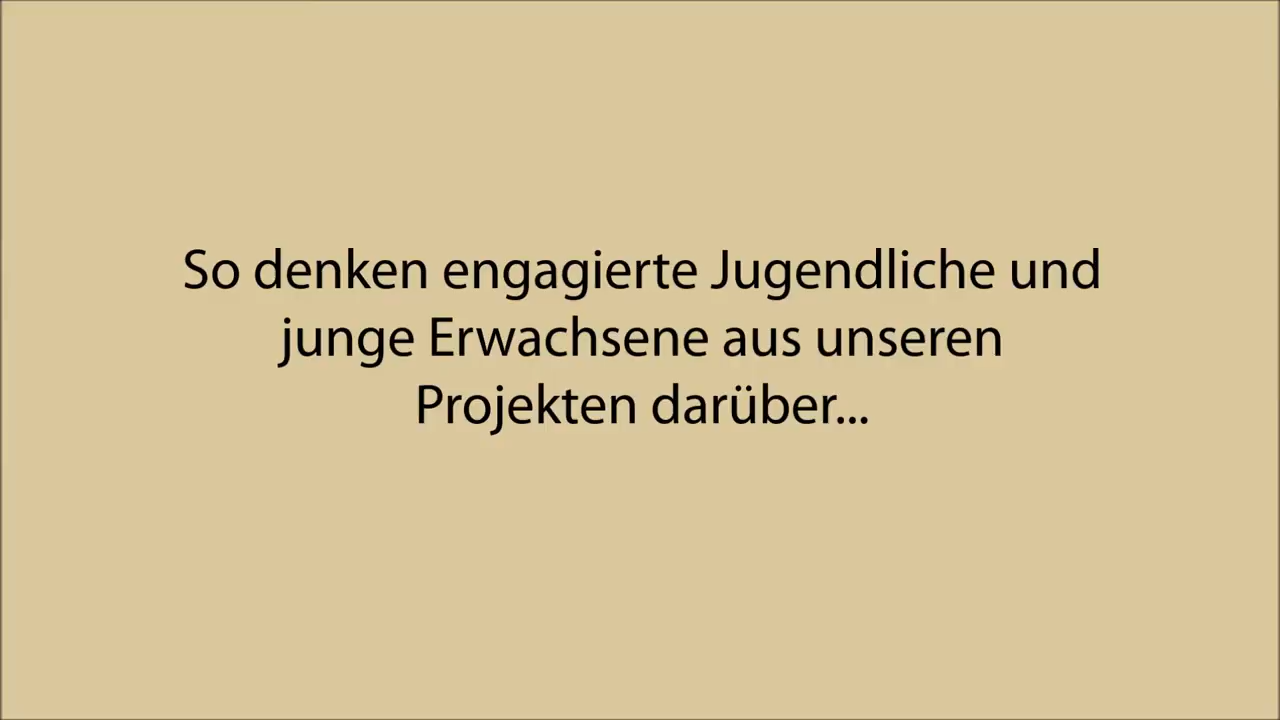 So denken engagierte Jugendliche und
junge Erwachsene aus unseren
Projekten darüber...